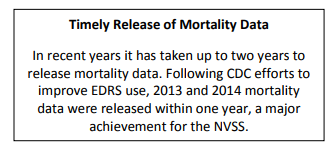 Timely Release of Mortality Data
In recent years it has taken up to two years to
release mortality data. Following CDC efforts to
improve EDRS use, 2013 and 2014 mortality
data were released within one year, a major
achievement for the NVSS.